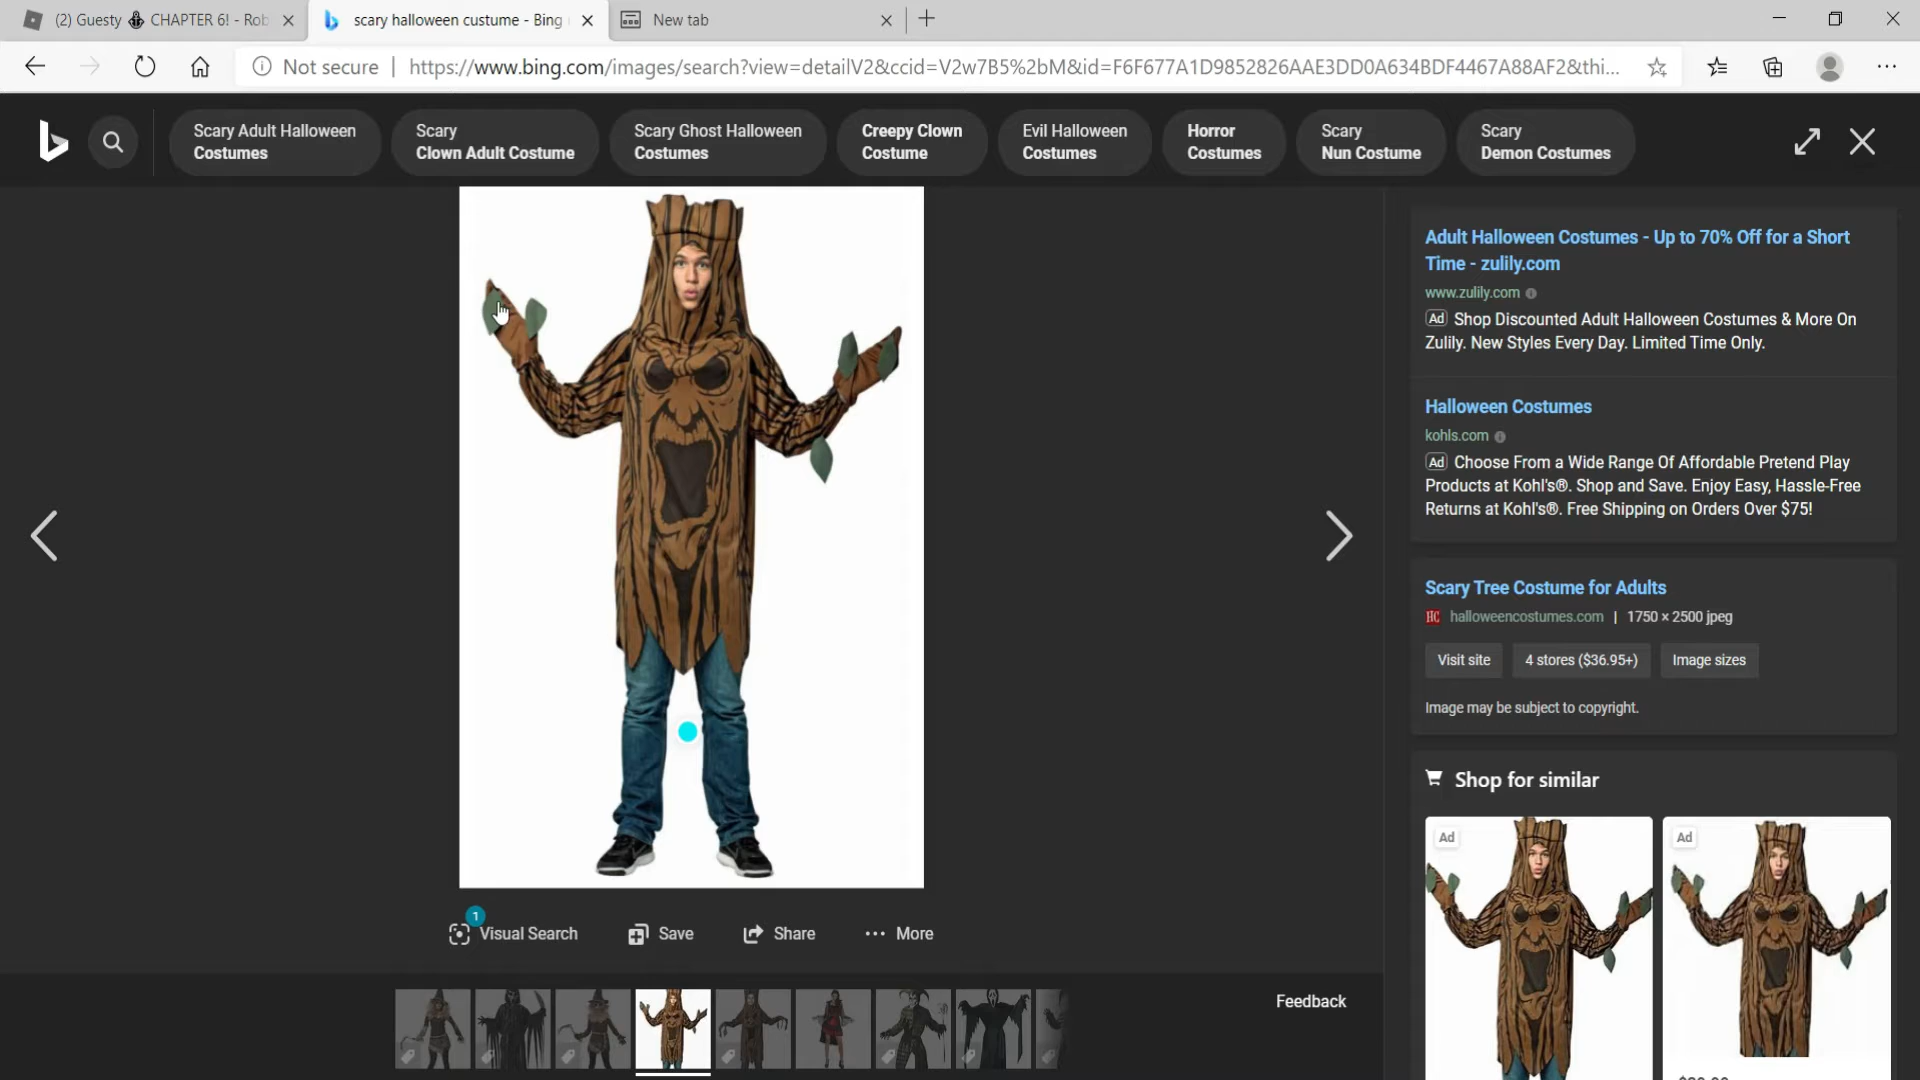 (2) Guesty CHAPTER 6! - Rob
scary halloween custume - Bing
New tab
Not secure
https://www.bing.com/images/search?view=detailV2&ccid=V2w7B5%2bM&id=F6F677A1D9852826AAE3DD0A634BDF4467A88AF2&thi...
Scary Adult Halloween
Costumes
Scary
Clown Adult Costume
Scary Ghost Halloween
Costumes
Creepy Clown
Costume
Evil Halloween
Costumes
Horror
Costumes
Scary
Nun Costume
Scary
Demon Costumes
Adult Halloween Costumes - Up to 70% Off for a Short
Time - zulily.com
www.zulily.com
Ad Shop Discounted Adult Halloween Costumes & More On
Zulily. New Styles Every Day. Limited Time Only.
Halloween Costumes
kohls.com
Ad Choose From a Wide Range Of Affordable Pretend Play
Products at Kohl's®. Shop and Save. Enjoy Easy, Hassle-Free
Returns at Kohl's®. Free Shipping on Orders Over $75!
Scary Tree Costume for Adults
HC halloweencostumes.com | 1750 × 2500 jpeg
Visit site
4 stores ($36.95+)
Image sizes
Image may be subject to copyright.
Shop for similar
Ad
Ad
1
Visual Search
Save
Share
More
Feedback